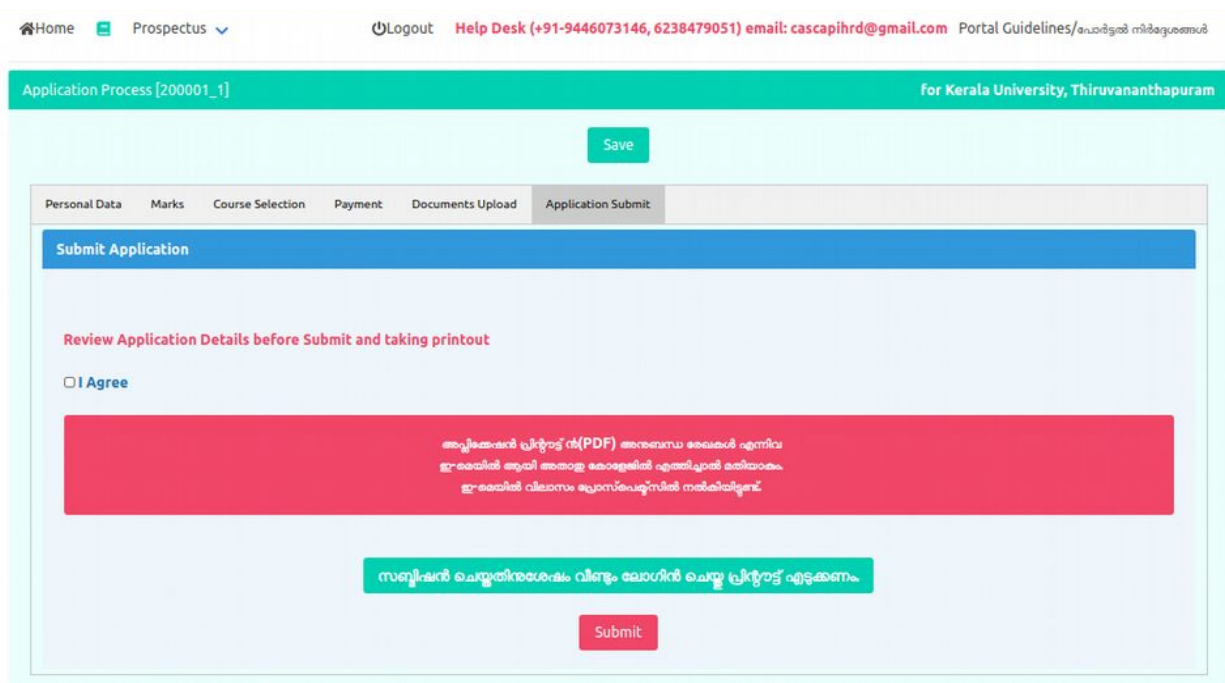 Home Prospectus Logout Help Desk (+91-9446073146, 6238479051) email: cascapihrd@gmail.com Portal Guidelines/പോർട്ടൽ നിർദ്ദേശങ്ങൾ
Application Process [200001_1] for Kerala University, Thiruvananthapuram
Save
Personal Data Marks Course Selection Payment Documents Upload Application Submit
Submit Application
Review Application Details before Submit and taking printout
I Agree
അപ്ലിക്കേഷൻ പ്രിന്റൗട്ട് ൻ(PDF) അനുബന്ധ രേഖകൾ എന്നിവ
ഇ-മെയിൽ ആയി അതാതു കോളേജിൽ എത്തിച്ചാൽ മതിയാകും.
ഇ-മെയിൽ വിലാസം പ്രോസ്പെക്ട്സിൽ നൽകിയിട്ടുണ്ട്.
സബ്മിഷൻ ചെയ്തതിനുശേഷം വീണ്ടും ലോഗിൻ ചെയ്തു പ്രിന്റൗട്ട് എടുക്കണം.
Submit